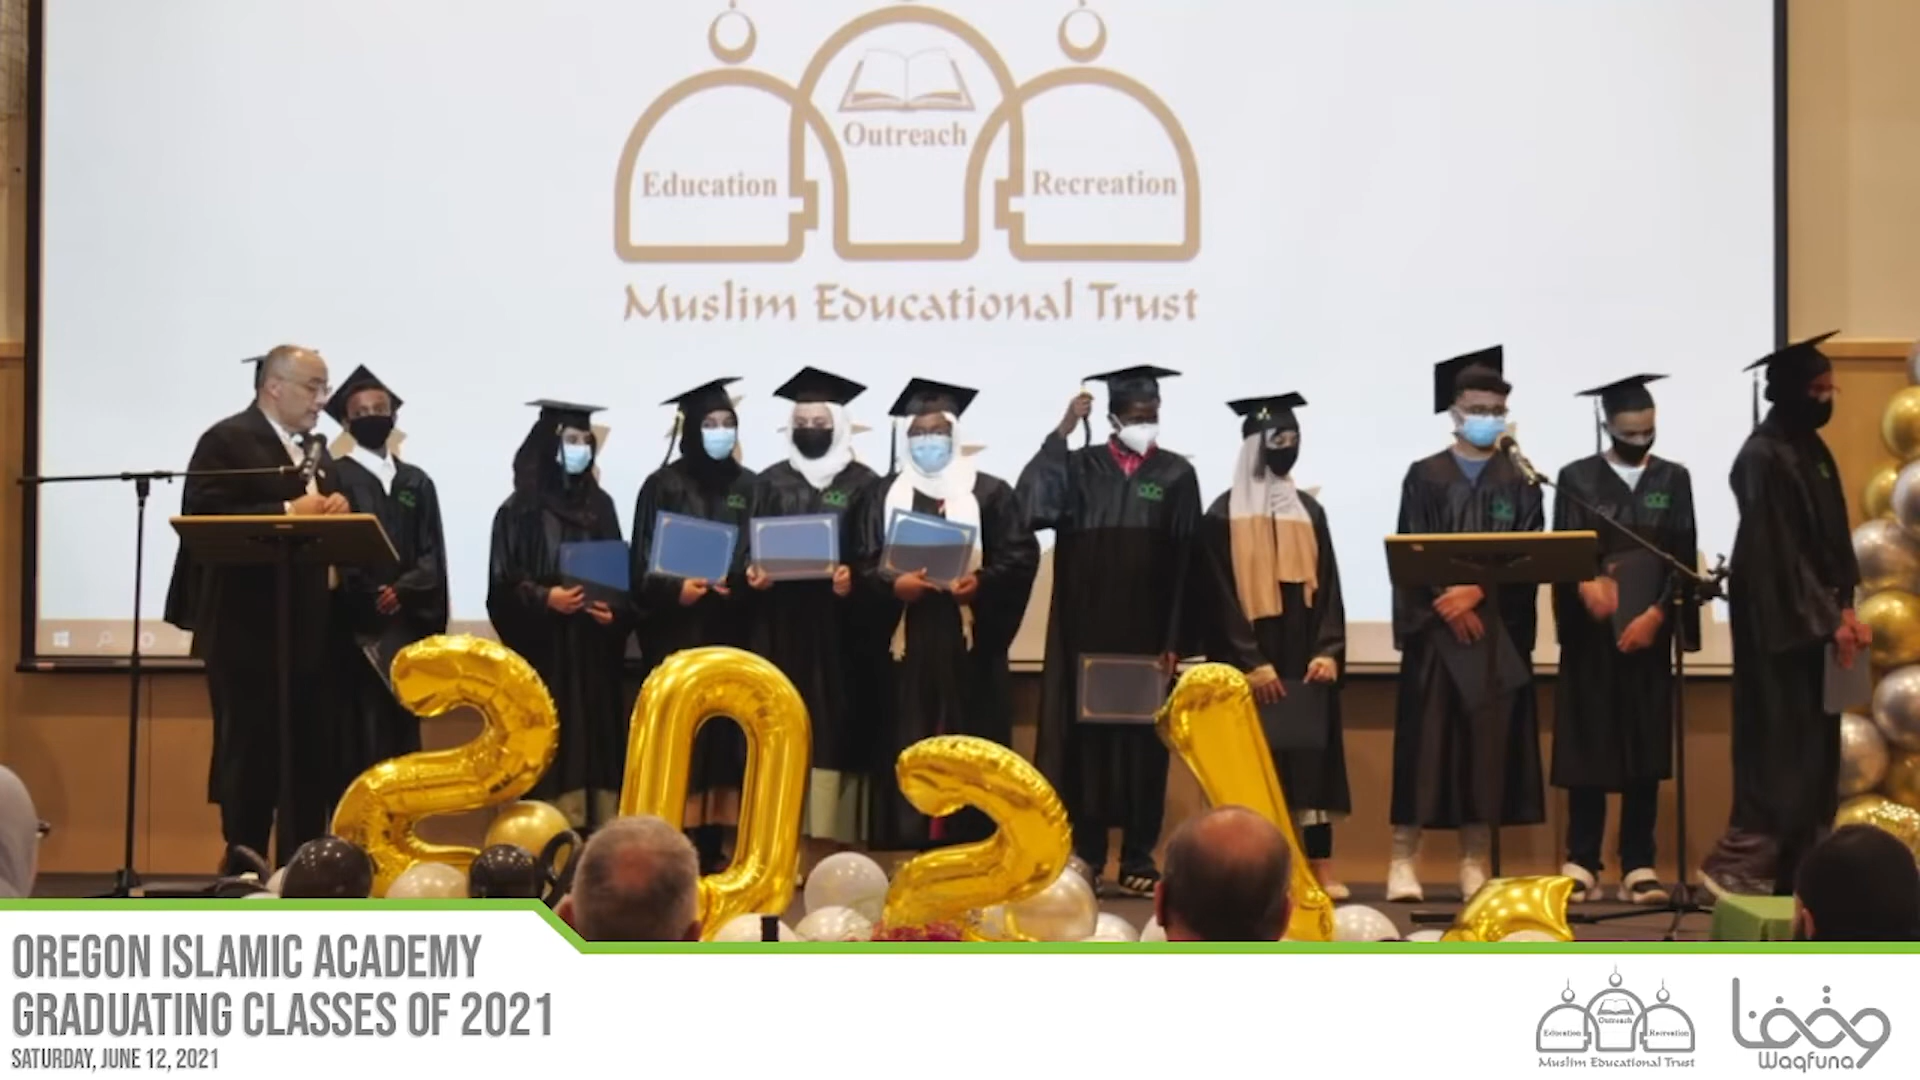 Outreach
Education
Recreation
Muslim Educational Trust
2021
OREGON ISLAMIC ACADEMY
GRADUATING CLASSES OF 2021
SATURDAY, JUNE 12, 2021
Outreach
Education
Recreation
Muslim Educational Trust
وقفنا
Waqfuna